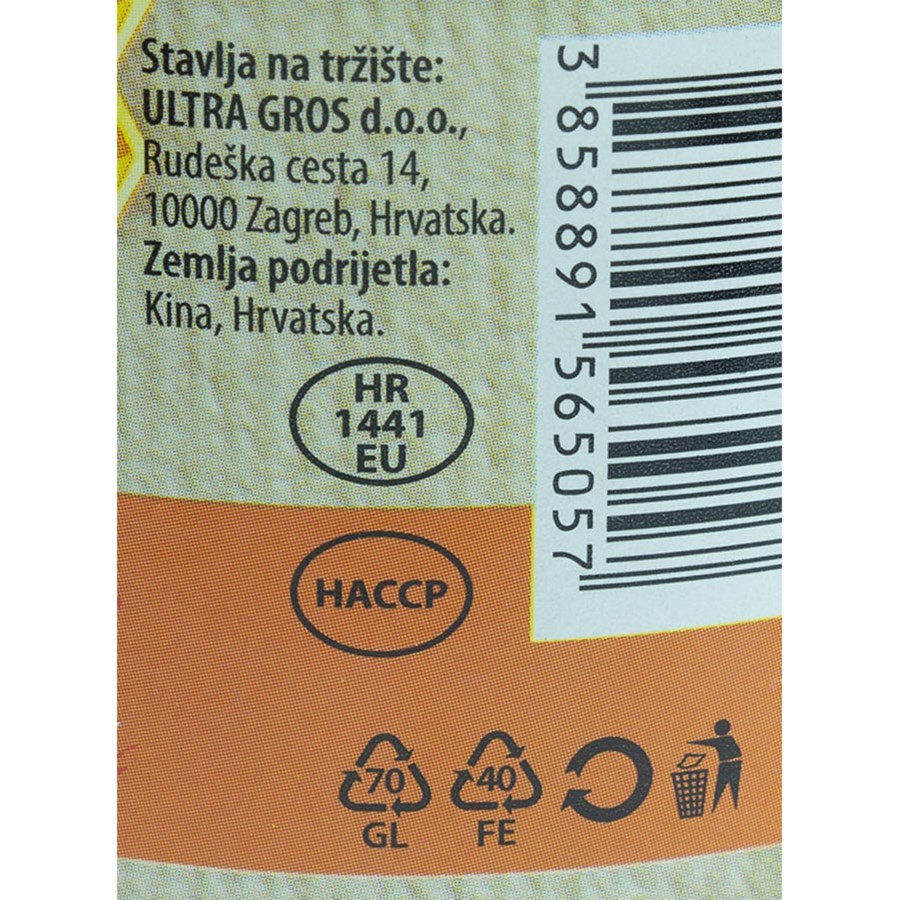 Stavlja na tržište:
ULTRA GROS d.o.o.,
Rudeška cesta 14,
10000 Zagreb, Hrvatska.
Zemlja podrijetla:
Kina, Hrvatska.
HR
1441
EU
HACCP
70
GL
40
FE
3 858891 565057